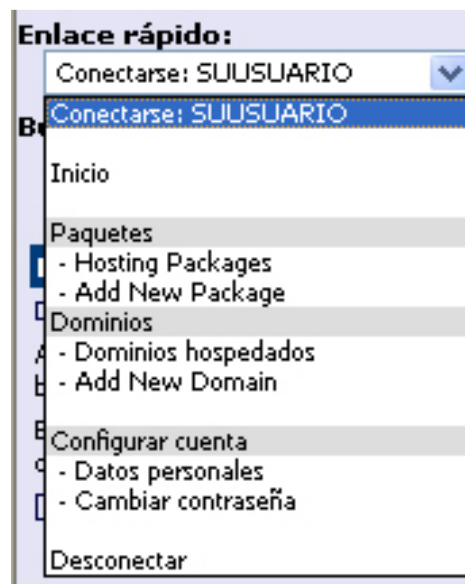 Enlace rápido:
Conectarse: SUUSUARIO
Conectarse: SUUSUARIO
Inicio
Paquetes
- Hosting Packages
- Add New Package
Dominios
- Dominios hospedados
- Add New Domain
Configurar cuenta
- Datos personales
- Cambiar contraseña
Desconectar